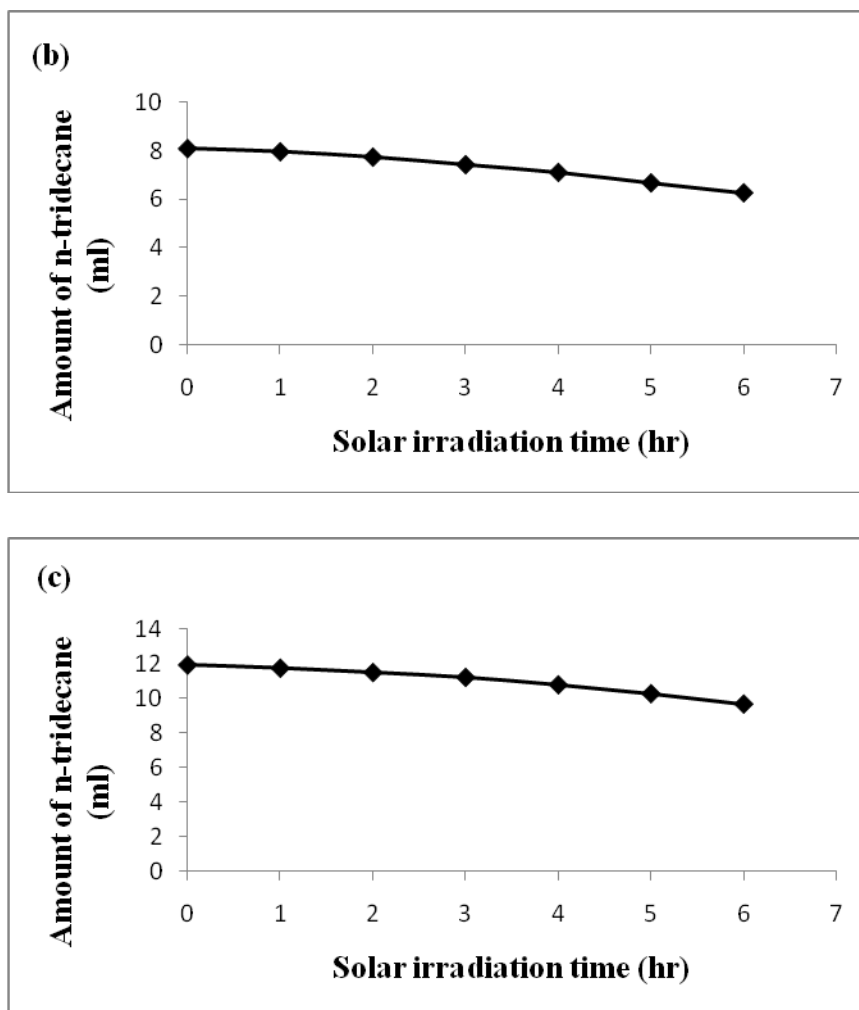 (b)
Amount of n-tridecane
(ml)
10
8
6
4
2
0
0 1 2 3 4 5 6 7
Solar irradiation time (hr)
(c)
Amount of n-tridecane
(ml)
14
12
10
8
6
4
2
0
0 1 2 3 4 5 6 7
Solar irradiation time (hr)